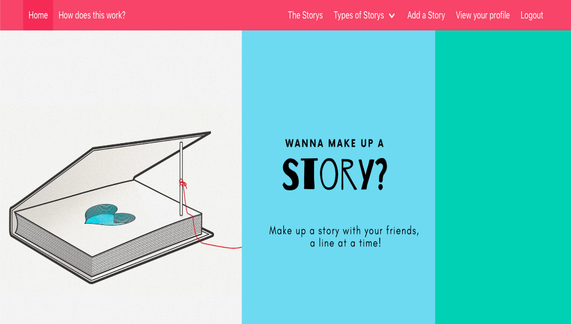 Home How does this work? The Storys Types of Storys Add a Story View your profile Logout
WANNA MAKE UP A
STORY?
Make up a story with your friends,
a line at a time!